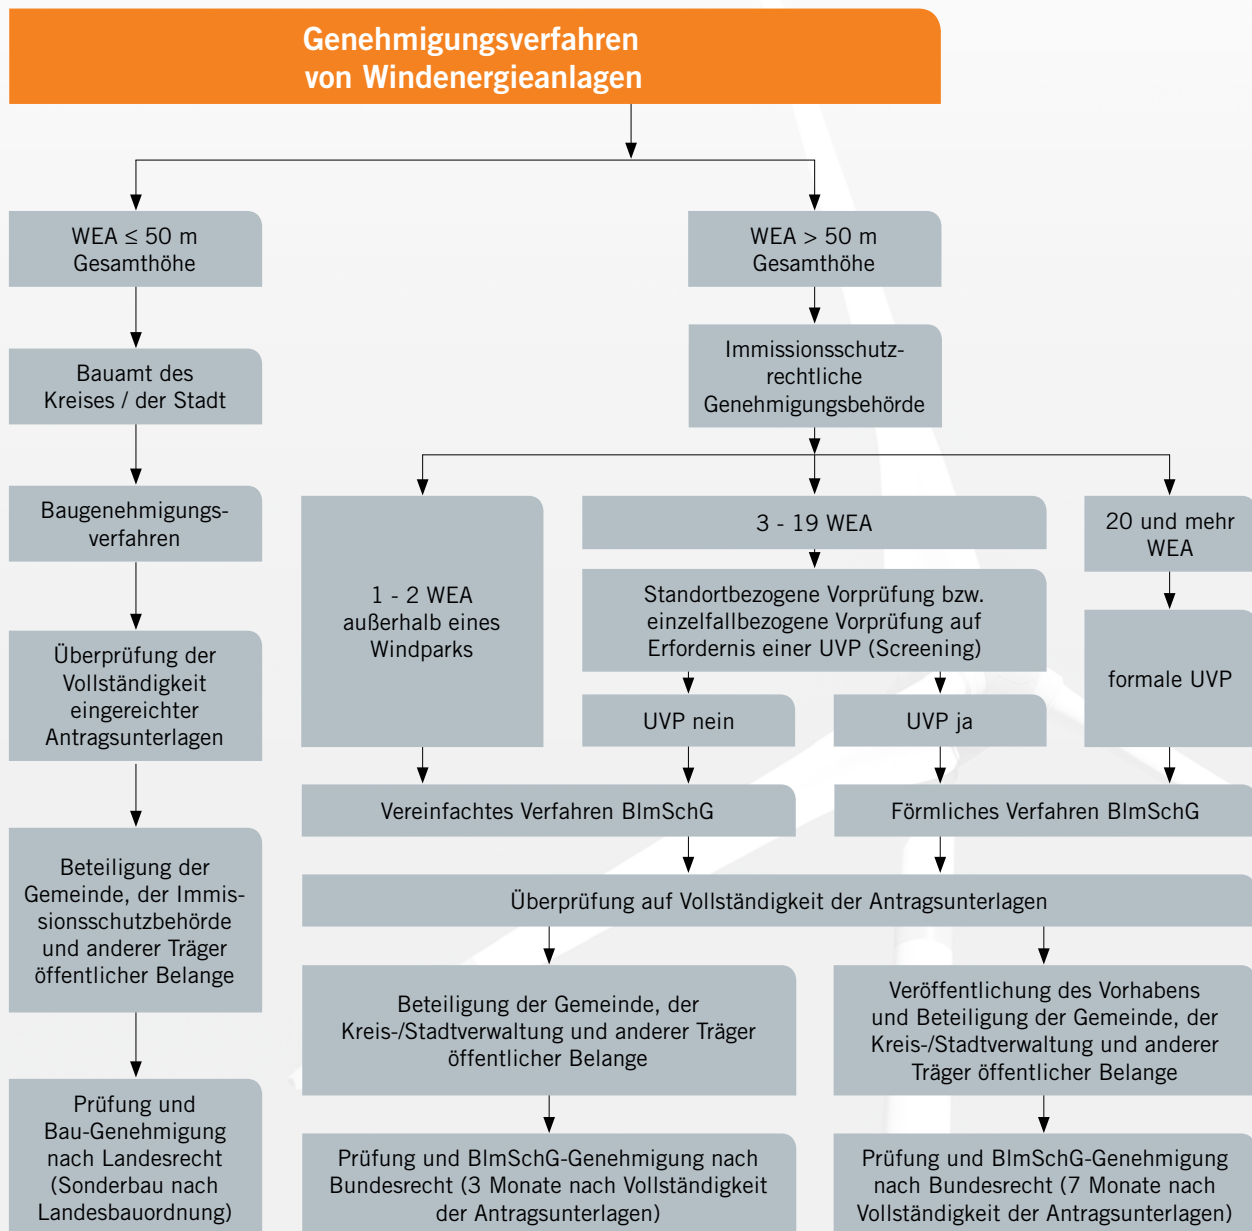 Genehmigungsverfahren
von Windenergieanlagen
WEA ≤ 50 m
Gesamthöhe
Bauamt des
Kreises / der Stadt
Baugenehmigungs-
verfahren
Überprüfung der
Vollständigkeit
eingereichter
Antragsunterlagen
Beteiligung der
Gemeinde, der Immis-
sionsschutzbehörde
und anderer Träger
öffentlicher Belange
Prüfung und
Bau-Genehmigung
nach Landesrecht
(Sonderbau nach
Landesbauordnung)
WEA > 50 m
Gesamthöhe
Immissionsschutz-
rechtliche
Genehmigungsbehörde
1 - 2 WEA
außerhalb eines
Windparks
3 - 19 WEA
Standortbezogene Vorprüfung bzw.
einzelfallbezogene Vorprüfung auf
Erfordernis einer UVP (Screening)
UVP nein
UVP ja
20 und mehr
WEA
formale UVP
Vereinfachtes Verfahren BImSchG
Förmliches Verfahren BImSchG
Überprüfung auf Vollständigkeit der Antragsunterlagen
Beteiligung der Gemeinde, der
Kreis-/Stadtverwaltung und anderer Träger
öffentlicher Belange
Veröffentlichung des Vorhabens
und Beteiligung der Gemeinde, der
Kreis-/Stadtverwaltung und anderer
Träger öffentlicher Belange
Prüfung und BImSchG-Genehmigung nach
Bundesrecht (3 Monate nach Vollständigkeit
der Antragsunterlagen)
Prüfung und BImSchG-Genehmigung
nach Bundesrecht (7 Monate nach
Vollständigkeit der Antragsunterlagen)